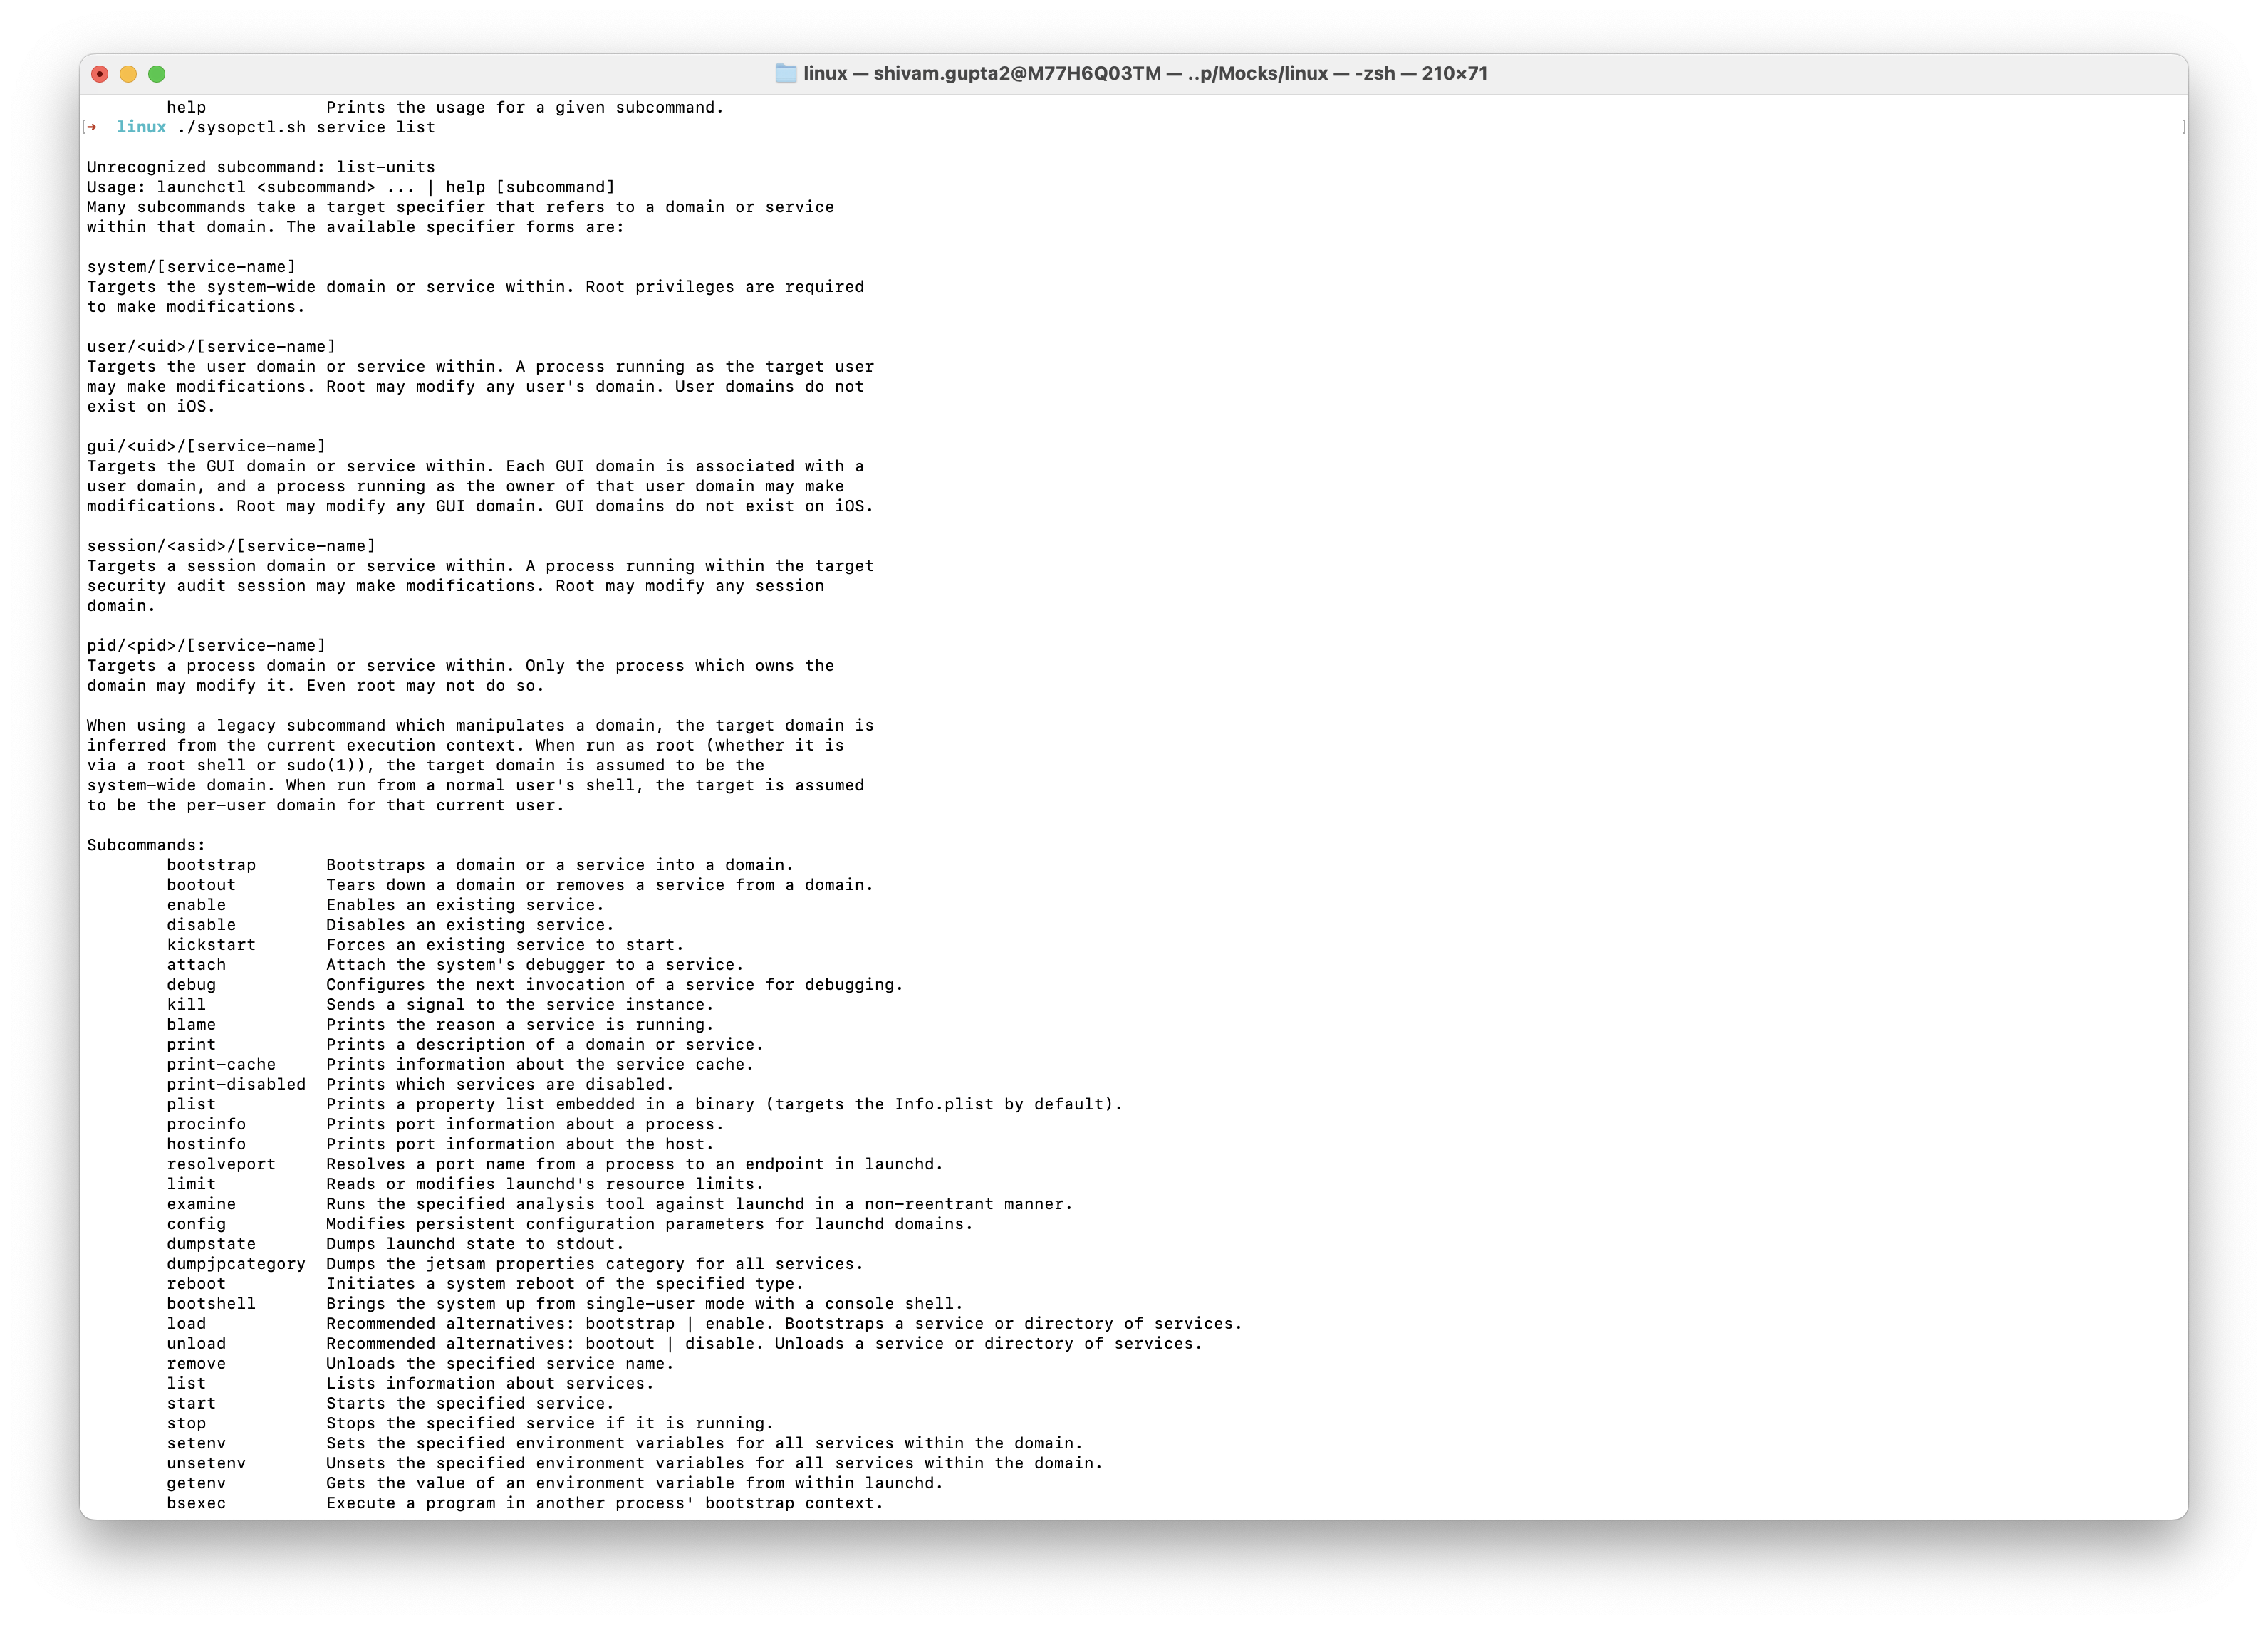 linux — shivam.gupta2@M77H6Q03TM — ..p/Mocks/linux — -zsh — 210×71
help Prints the usage for a given subcommand.
[➜ linux ./sysopctl.sh service list ]
Unrecognized subcommand: list-units
Usage: launchctl <subcommand> ... | help [subcommand]
Many subcommands take a target specifier that refers to a domain or service
within that domain. The available specifier forms are:
system/[service-name]
Targets the system-wide domain or service within. Root privileges are required
to make modifications.
user/<uid>/[service-name]
Targets the user domain or service within. A process running as the target user
may make modifications. Root may modify any user's domain. User domains do not
exist on iOS.
gui/<uid>/[service-name]
Targets the GUI domain or service within. Each GUI domain is associated with a
user domain, and a process running as the owner of that user domain may make
modifications. Root may modify any GUI domain. GUI domains do not exist on iOS.
session/<asid>/[service-name]
Targets a session domain or service within. A process running within the target
security audit session may make modifications. Root may modify any session
domain.
pid/<pid>/[service-name]
Targets a process domain or service within. Only the process which owns the
domain may modify it. Even root may not do so.
When using a legacy subcommand which manipulates a domain, the target domain is
inferred from the current execution context. When run as root (whether it is
via a root shell or sudo(1)), the target domain is assumed to be the
system-wide domain. When run from a normal user's shell, the target is assumed
to be the per-user domain for that current user.
Subcommands:
bootstrap Bootstraps a domain or a service into a domain.
bootout Tears down a domain or removes a service from a domain.
enable Enables an existing service.
disable Disables an existing service.
kickstart Forces an existing service to start.
attach Attach the system's debugger to a service.
debug Configures the next invocation of a service for debugging.
kill Sends a signal to the service instance.
blame Prints the reason a service is running.
print Prints a description of a domain or service.
print-cache Prints information about the service cache.
print-disabled Prints which services are disabled.
plist Prints a property list embedded in a binary (targets the Info.plist by default).
procinfo Prints port information about a process.
hostinfo Prints port information about the host.
resolveport Resolves a port name from a process to an endpoint in launchd.
limit Reads or modifies launchd's resource limits.
examine Runs the specified analysis tool against launchd in a non-reentrant manner.
config Modifies persistent configuration parameters for launchd domains.
dumpstate Dumps launchd state to stdout.
dumpjpcategory Dumps the jetsam properties category for all services.
reboot Initiates a system reboot of the specified type.
bootshell Brings the system up from single-user mode with a console shell.
load Recommended alternatives: bootstrap | enable. Bootstraps a service or directory of services.
unload Recommended alternatives: bootout | disable. Unloads a service or directory of services.
remove Unloads the specified service name.
list Lists information about services.
start Starts the specified service.
stop Stops the specified service if it is running.
setenv Sets the specified environment variables for all services within the domain.
unsetenv Unsets the specified environment variables for all services within the domain.
getenv Gets the value of an environment variable from within launchd.
bsexec Execute a program in another process' bootstrap context.